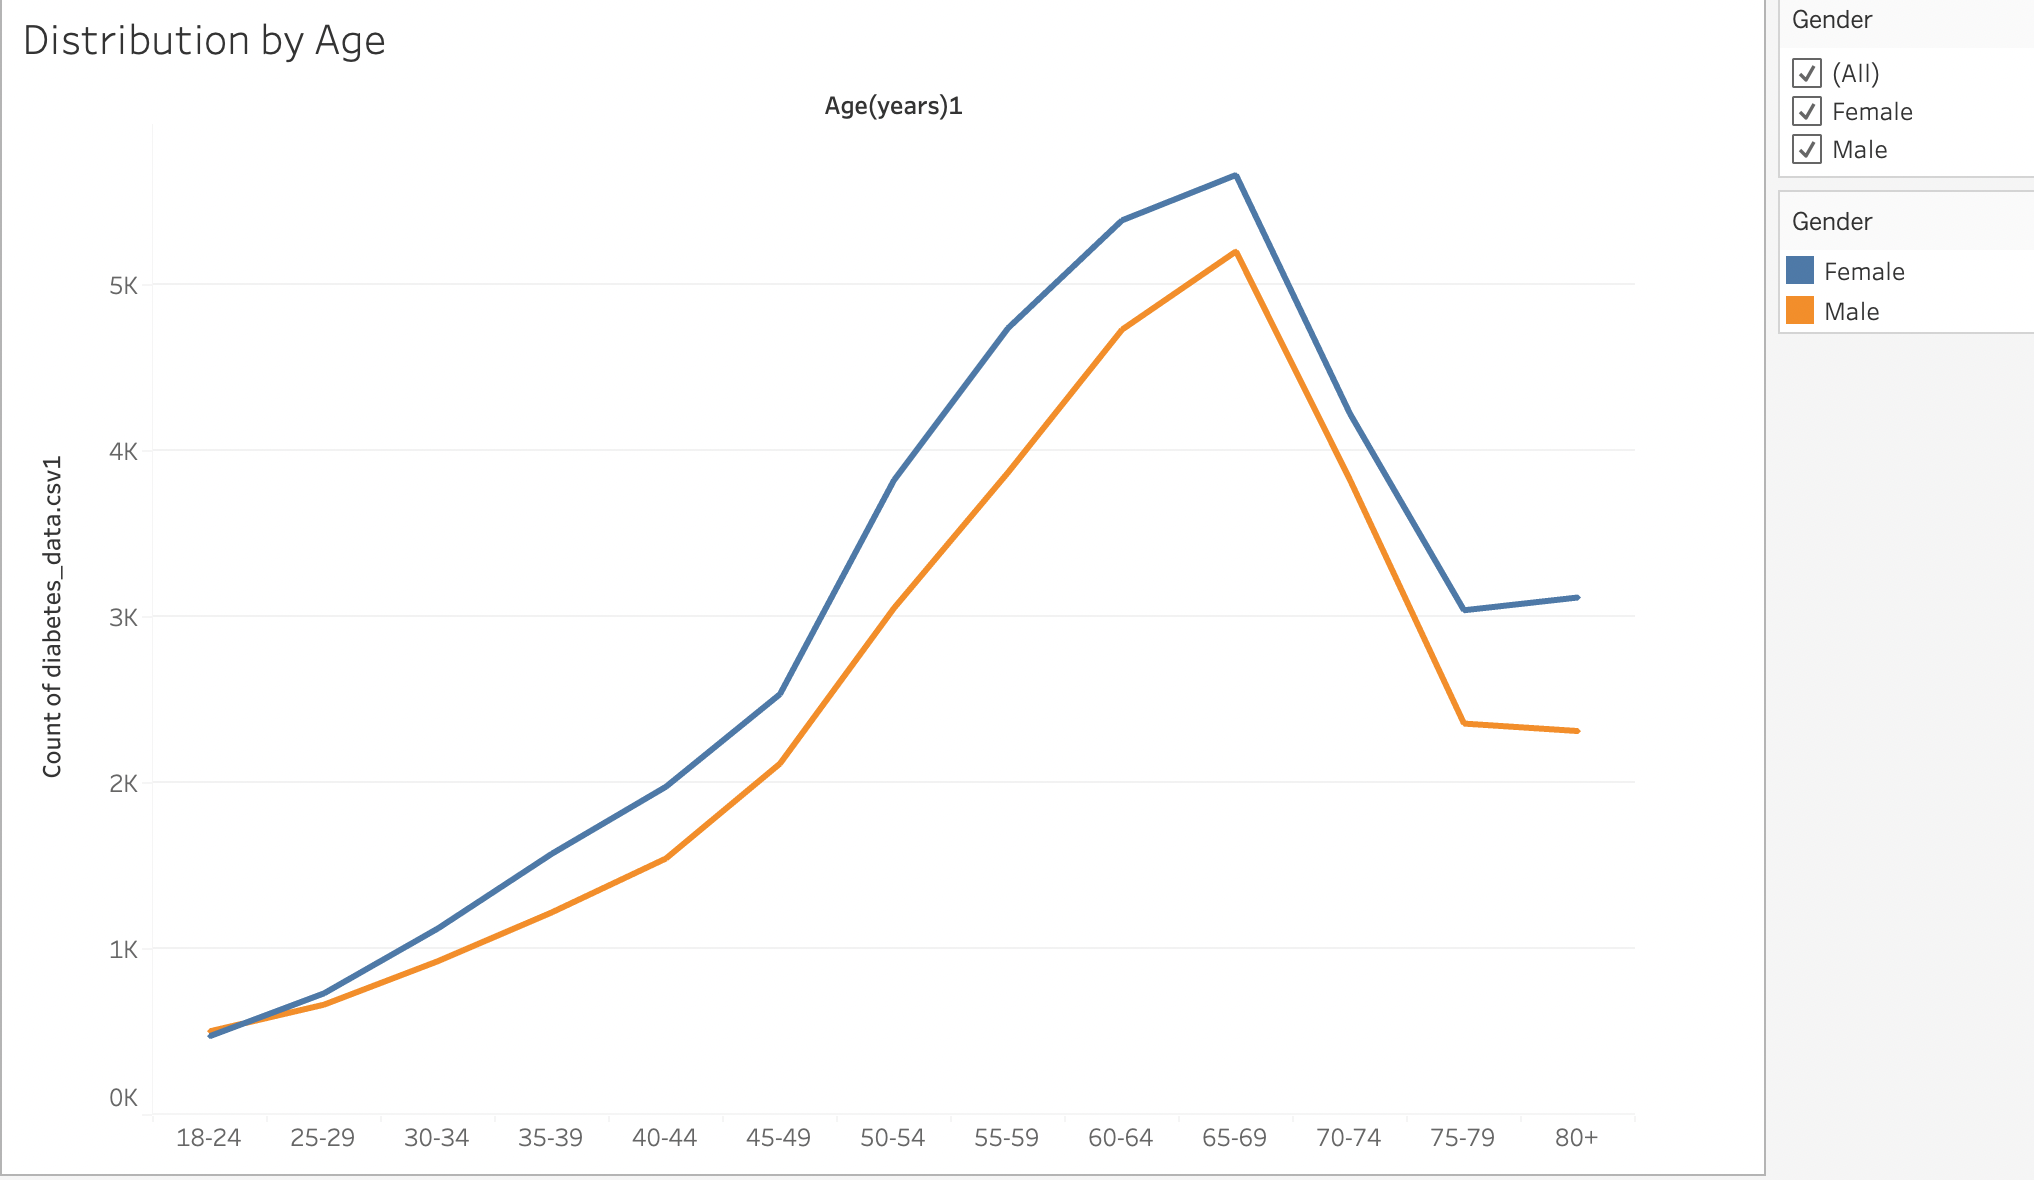 Distribution by Age
Age(years)1
Count of diabetes_data.csv1
5K
4K
3K
2K
1K
0K
18-24 25-29 30-34 35-39 40-44 45-49 50-54 55-59 60-64 65-69 70-74 75-79 80+
Gender
(All)
Female
Male
Gender
Female
Male